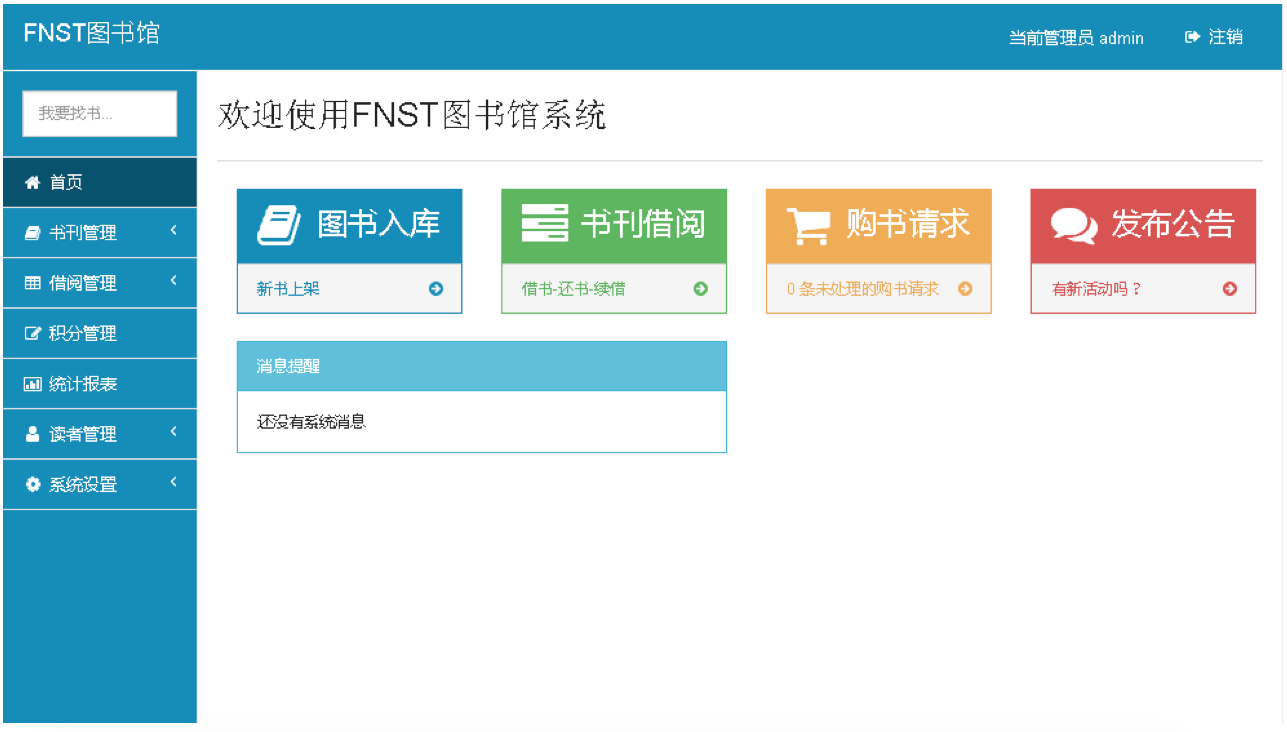 FNST图书馆
当前管理员 admin
注销
我要找书...
欢迎使用FNST图书馆系统
首页
书刊管理
借阅管理
积分管理
统计报表
读者管理
系统设置
图书入库
新书上架
书刊借阅
借书-还书-续借
购书请求
0 条未处理的购书请求
发布公告
有新活动吗？
消息提醒
还没有系统消息